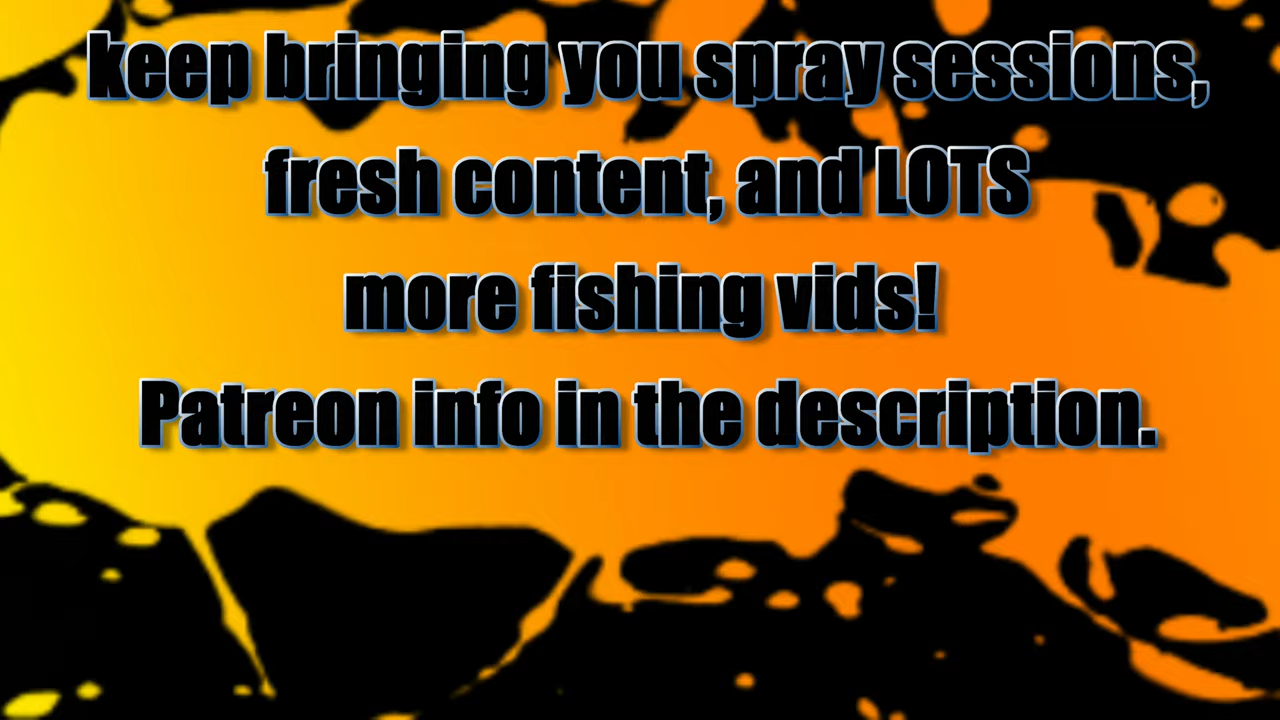 keep bringing you spray sessions,
fresh content, and LOTS
more fishing vids!
Patreon info in the description.